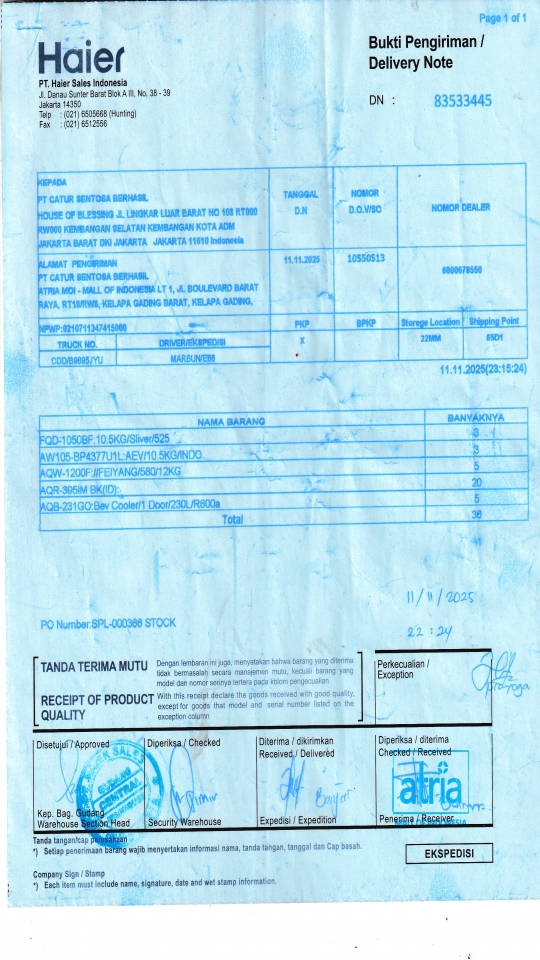 Page 1 of 1
Haier
PT. Haier Sales Indonesia
Jl. Danau Sunter Barat Blok A III, No. 38 - 39
Jakarta 14350
Telp : (021) 6505668 (Hunting)
Fax : (021) 6512556
Bukti Pengiriman /
Delivery Note
DN : 83533445
KEPADA
PT CATUR SENTOSA BERHASIL
HOUSE OF BLESSING JL LINGKAR LUAR BARAT NO 108 RT000
RW000 KEMBANGAN SELATAN KEMBANGAN KOTA ADM
JAKARTA BARAT DKI JAKARTA JAKARTA 11610 Indonesia
TANGGAL
D.N
NOMOR
D.O.V/SO
NOMOR DEALER
ALAMAT PENGIRIMAN
PT CATUR SENTOSA BERHASIL
ATRIA MOI - MALL OF INDONESIA LT 1, JL BOULEVARD BARAT
RAYA, RT18/RW8, KELAPA GADING BARAT, KELAPA GADING,
11.11.2025
10550513
6000678550
NPWP:0210711347415000
PKP
BPKP
Storege Location
Shipping Point
TRUCK NO.
DRIVER/EKSPEDISI
X
22MM
65D1
CDD/B9895JYU
MARBUN/E66
11.11.2025(23:15:24)
NAMA BARANG
BANYAKNYA
FQD-1050BF:10.5KG/Sliver/525
3
AW105-BP4377U1L:AEV/10.5KG/INDO
3
AQW-1200F://FEIYANG/580/12KG
5
AQR-395IM BK(ID):
20
AQB-231GO:Bev Cooler/1 Door/230L/R600a
5
Total
36
11/11/2025
22:24
PO Number:SPL-000366 STOCK
TANDA TERIMA MUTU
Dengan lembaran ini juga, menyatakan bahwa barang yang diterima
tidak bermasalah secara manajemen mutu, kecuali barang yang
model dan nomor serinya tertera pada kolom pengecualian
RECEIPT OF PRODUCT
QUALITY
With this receipt declare the goods received with good quality,
except for goods that model and serial number listed on the
exception column
Perkecualian /
Exception
Disetujui / Approved
Diperiksa / Checked
Diterima / dikirimkan
Received / Delivered
Diperiksa / diterima
Checked / Received
CENTRAL
atria
Kep. Bag. Gudang
Warehouse Section Head
Security Warehouse
Expedisi / Expedition
Penerima / Receiver
Tanda tangan/cap perusahaan
*) Setiap penerimaan barang wajib menyertakan informasi nama, tanda tangan, tanggal dan Cap basah.
EKSPEDISI
Company Sign / Stamp
*) Each item must include name, signature, date and wet stamp information.